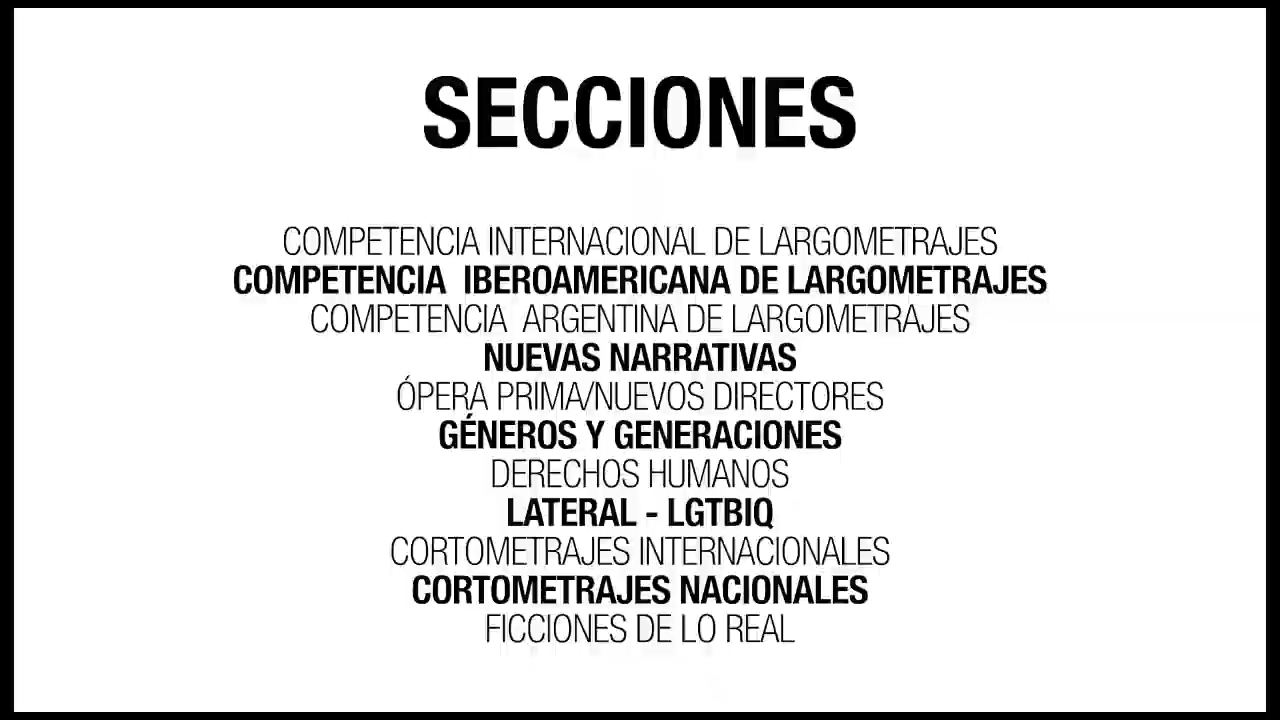 SECCIONES
COMPETENCIA INTERNACIONAL DE LARGOMETRAJES
COMPETENCIA IBEROAMERICANA DE LARGOMETRAJES
COMPETENCIA ARGENTINA DE LARGOMETRAJES
NUEVAS NARRATIVAS
ÓPERA PRIMA/NUEVOS DIRECTORES
GÉNEROS Y GENERACIONES
DERECHOS HUMANOS
LATERAL - LGTBIQ
CORTOMETRAJES INTERNACIONALES
CORTOMETRAJES NACIONALES
FICCIONES DE LO REAL